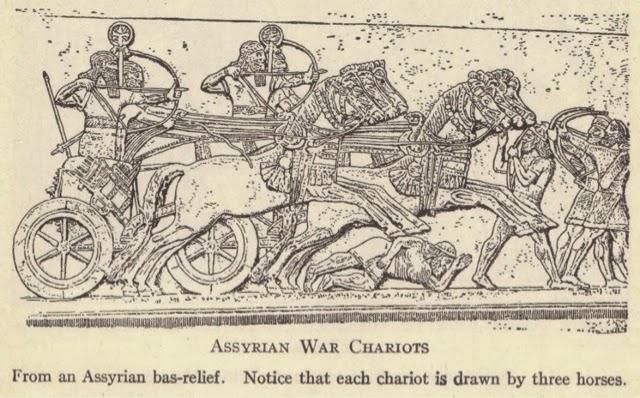 ASSYRIAN WAR CHARIOTS
From an Assyrian bas-relief. Notice that each chariot is drawn by three horses.